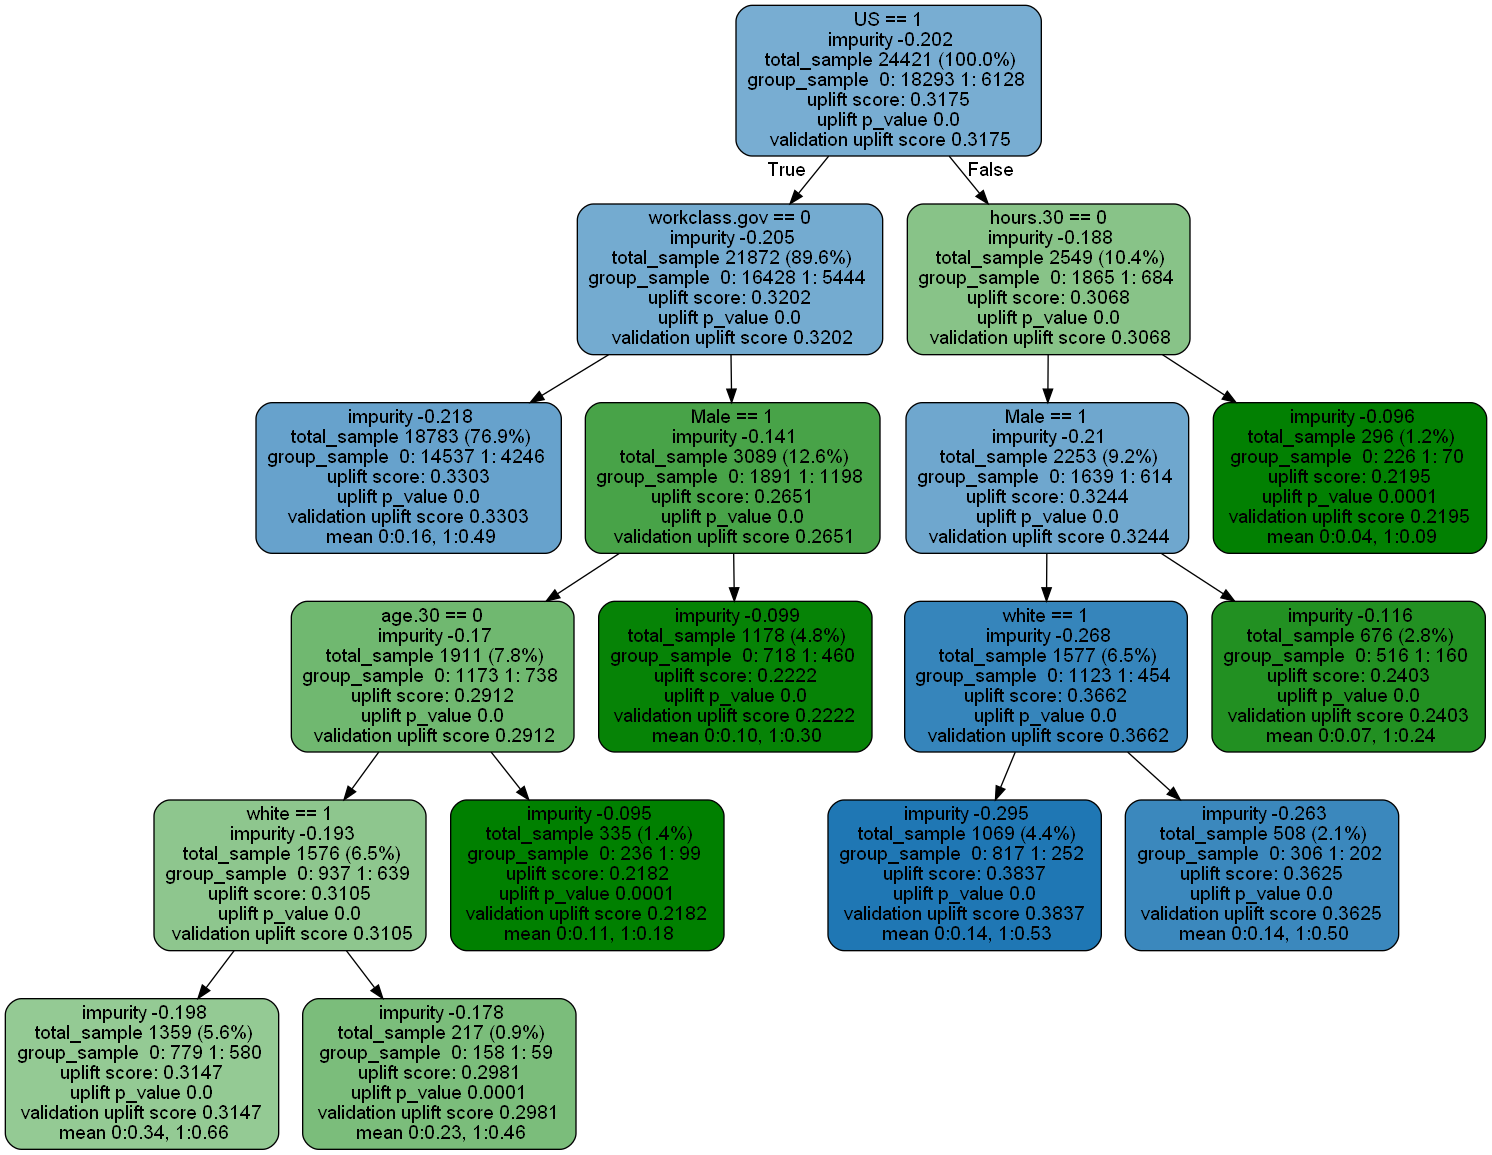 US == 1
impurity -0.202
total_sample 24421 (100.0%)
group_sample  0: 18293 1: 6128
uplift score: 0.3175
uplift p_value 0.0
validation uplift score 0.3175
True
False
workclass.gov == 0
impurity -0.205
total_sample 21872 (89.6%)
group_sample  0: 16428 1: 5444
uplift score: 0.3202
uplift p_value 0.0
validation uplift score 0.3202
hours.30 == 0
impurity -0.188
total_sample 2549 (10.4%)
group_sample  0: 1865 1: 684
uplift score: 0.3068
uplift p_value 0.0
validation uplift score 0.3068
impurity -0.218
total_sample 18783 (76.9%)
group_sample  0: 14537 1: 4246
uplift score: 0.3303
uplift p_value 0.0
validation uplift score 0.3303
mean 0:0.16, 1:0.49
Male == 1
impurity -0.141
total_sample 3089 (12.6%)
group_sample  0: 1891 1: 1198
uplift score: 0.2651
uplift p_value 0.0
validation uplift score 0.2651
Male == 1
impurity -0.21
total_sample 2253 (9.2%)
group_sample  0: 1639 1: 614
uplift score: 0.3244
uplift p_value 0.0
validation uplift score 0.3244
impurity -0.096
total_sample 296 (1.2%)
group_sample  0: 226 1: 70
uplift score: 0.2195
uplift p_value 0.0001
validation uplift score 0.2195
mean 0:0.04, 1:0.09
age.30 == 0
impurity -0.17
total_sample 1911 (7.8%)
group_sample  0: 1173 1: 738
uplift score: 0.2912
uplift p_value 0.0
validation uplift score 0.2912
impurity -0.099
total_sample 1178 (4.8%)
group_sample  0: 718 1: 460
uplift score: 0.2222
uplift p_value 0.0
validation uplift score 0.2222
mean 0:0.10, 1:0.30
white == 1
impurity -0.268
total_sample 1577 (6.5%)
group_sample  0: 1123 1: 454
uplift score: 0.3662
uplift p_value 0.0
validation uplift score 0.3662
impurity -0.116
total_sample 676 (2.8%)
group_sample  0: 516 1: 160
uplift score: 0.2403
uplift p_value 0.0
validation uplift score 0.2403
mean 0:0.07, 1:0.24
white == 1
impurity -0.193
total_sample 1576 (6.5%)
group_sample  0: 937 1: 639
uplift score: 0.3105
uplift p_value 0.0
validation uplift score 0.3105
impurity -0.095
total_sample 335 (1.4%)
group_sample  0: 236 1: 99
uplift score: 0.2182
uplift p_value 0.0001
validation uplift score 0.2182
mean 0:0.11, 1:0.18
impurity -0.295
total_sample 1069 (4.4%)
group_sample  0: 817 1: 252
uplift score: 0.3837
uplift p_value 0.0
validation uplift score 0.3837
mean 0:0.14, 1:0.53
impurity -0.263
total_sample 508 (2.1%)
group_sample  0: 306 1: 202
uplift score: 0.3625
uplift p_value 0.0
validation uplift score 0.3625
mean 0:0.14, 1:0.50
impurity -0.198
total_sample 1359 (5.6%)
group_sample  0: 779 1: 580
uplift score: 0.3147
uplift p_value 0.0
validation uplift score 0.3147
mean 0:0.34, 1:0.66
impurity -0.178
total_sample 217 (0.9%)
group_sample  0: 158 1: 59
uplift score: 0.2981
uplift p_value 0.0001
validation uplift score 0.2981
mean 0:0.23, 1:0.46